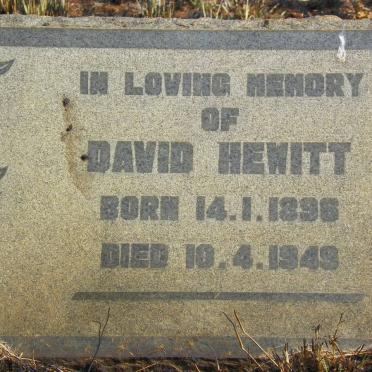 IN LOVING MEMORY
OF
DAVID HEWITT
BORN 14.1.1896
DIED 10.4.1949